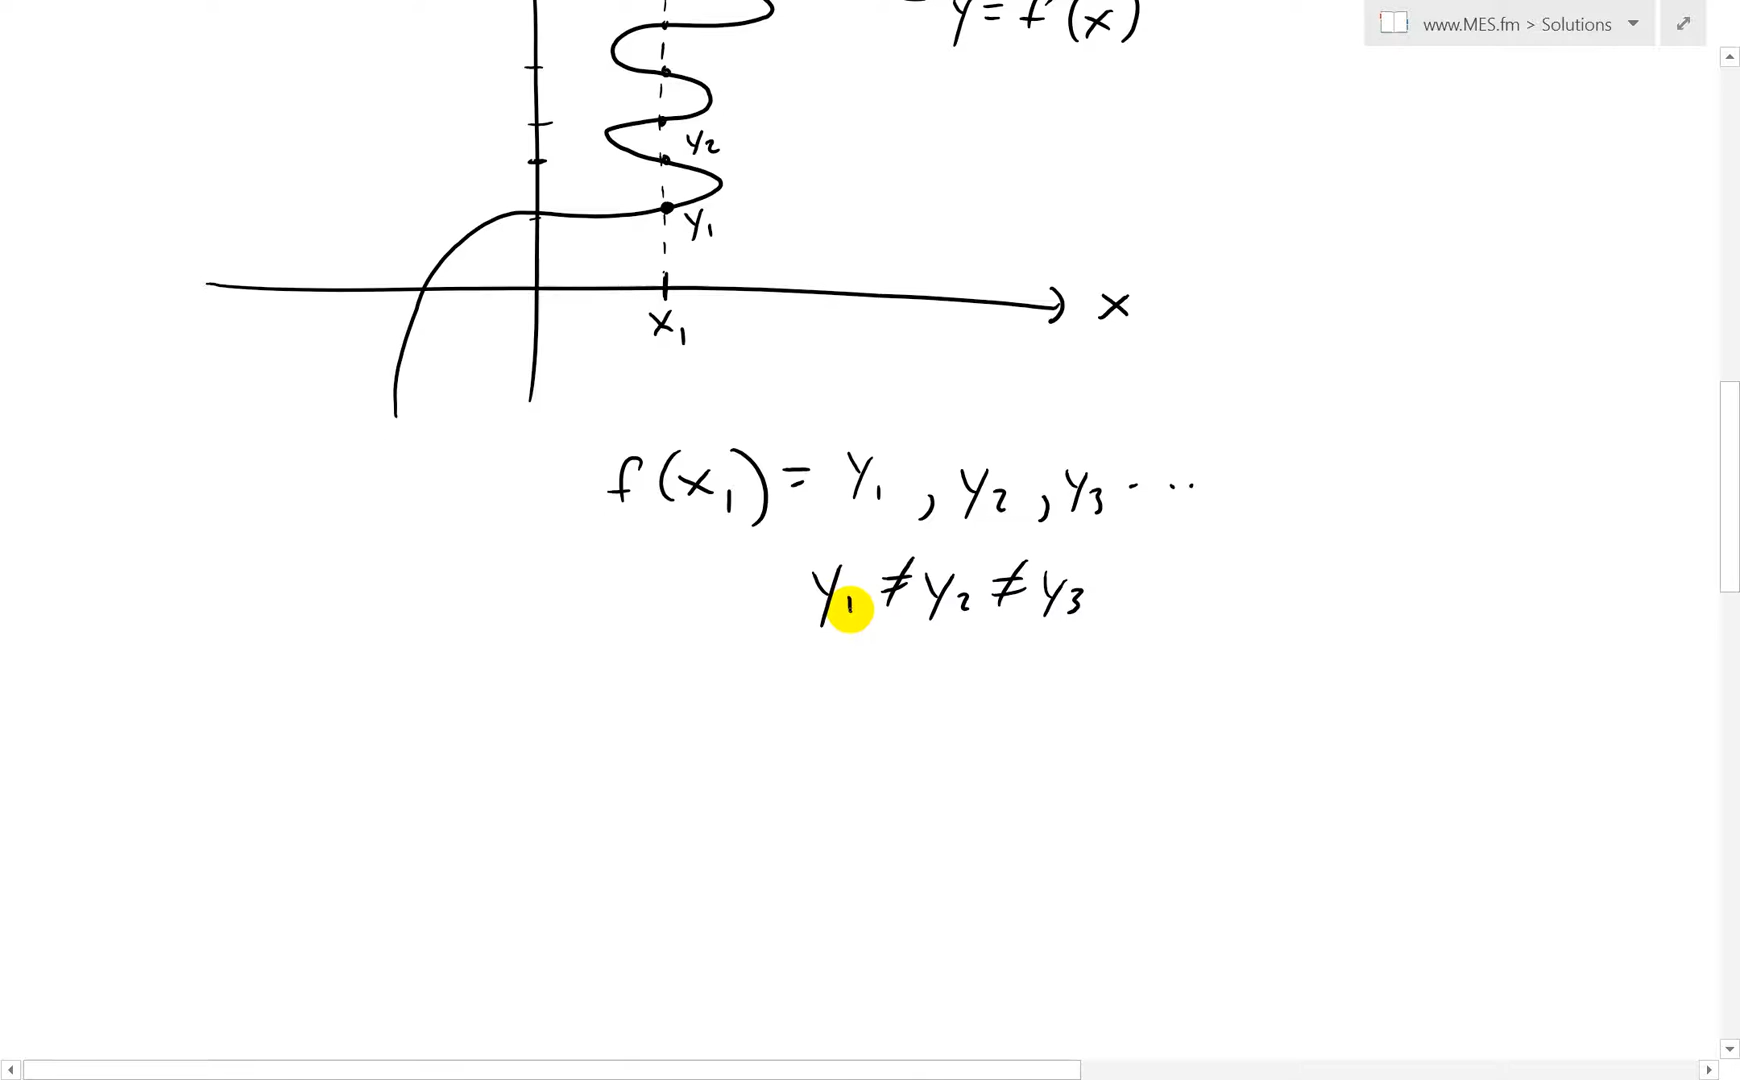 y = f(x)
www.MES.fm > Solutions
y₂
y₁
x
x₁
f(x₁) = y₁ , y₂ , y₃ ...
y₁ ≠ y₂ ≠ y₃